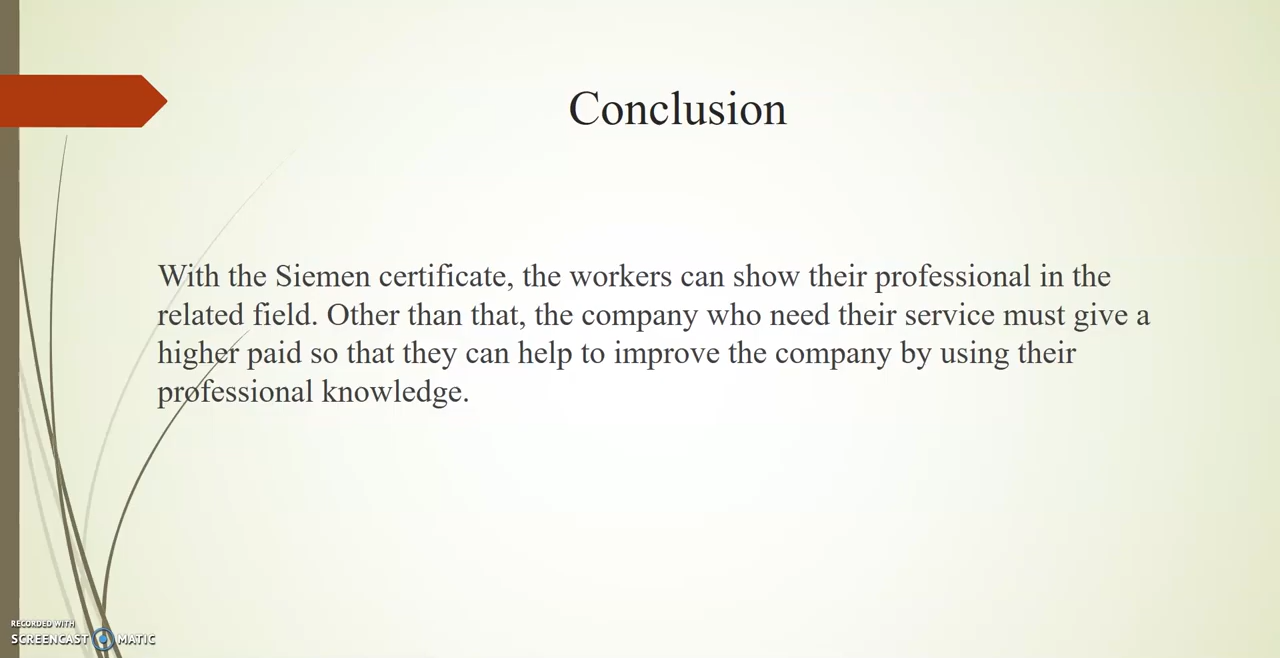 Conclusion
With the Siemen certificate, the workers can show their professional in the
related field. Other than that, the company who need their service must give a
higher paid so that they can help to improve the company by using their
professional knowledge.
RECORDED WITH
SCREENCAST MATIC